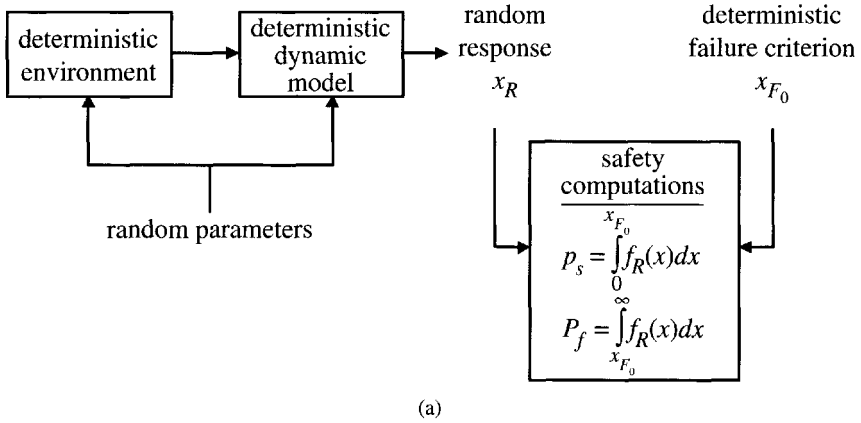 deterministic
environment
deterministic
dynamic
model
random
response
x_R
deterministic
failure criterion
x_{F_0}
random parameters
safety
computations
p_s = ∫_0^{x_{F_0}} f_R(x)dx
P_f = ∫_{x_{F_0}}^∞ f_R(x)dx
(a)